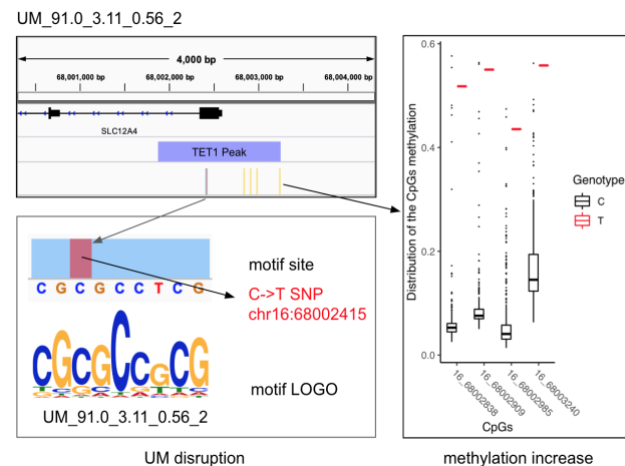 UM_91.0_3.11_0.56_2
4,000 bp
68,001,000 bp
68,002,000 bp
68,003,000 bp
68,004,000 bp
SLC12A4
TET1 Peak
motif site
C G C G C C T C G
C->T SNP
chr16:68002415
CGCGCCGCG
motif LOGO
UM_91.0_3.11_0.56_2
UM disruption
Distribution of the CpGs methylation
0.6
0.4
0.2
0.0
16_68002838
16_68002909
16_68002985
16_68003240
CpGs
Genotype
C
T
methylation increase